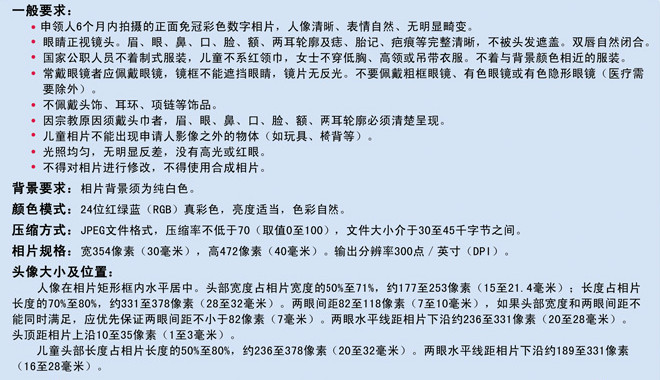 一般要求：
• 申领人6个月内拍摄的正面免冠彩色数字相片，人像清晰、表情自然、无明显畸变。
• 眼睛正视镜头。眉、眼、鼻、口、脸、额、两耳轮廓及痣、胎记、疤痕等完整清晰，不被头发遮盖。双唇自然闭合。
• 国家公职人员不着制式服装，儿童不系红领巾，女士不穿低胸、高领或吊带衣服。不着与背景颜色相近的服装。
• 常戴眼镜者应佩戴眼镜，镜框不能遮挡眼睛，镜片无反光。不要佩戴粗框眼镜、有色眼镜或有色隐形眼镜（医疗需
要除外）。
• 不佩戴头饰、耳环、项链等饰品。
• 因宗教原因须戴头巾者，眉、眼、鼻、口、脸、额、两耳轮廓必须清楚呈现。
• 儿童相片不能出现申请人影像之外的物体（如玩具、椅背等）。
• 光照均匀，无明显反差，没有高光或红眼。
• 不得对相片进行修改，不得使用合成相片。
背景要求：相片背景须为纯白色。
颜色模式：24位红绿蓝（RGB）真彩色，亮度适当，色彩自然。
压缩方式：JPEG文件格式，压缩率不低于70（取值0至100），文件大小介于30至45千字节之间。
相片规格：宽354像素（30毫米），高472像素（40毫米）。输出分辨率300点／英寸（DPI）。
头像大小及位置：
人像在相片矩形框内水平居中。头部宽度占相片宽度的50%至71%，约177至253像素（15至21.4毫米）；长度占相片
长度的70%至80%，约331至378像素（28至32毫米）。两眼间距82至118像素（7至10毫米），如果头部宽度和两眼间距不
能同时满足，应优先保证两眼间距不小于82像素（7毫米）。两眼水平线距相片下沿约236至331像素（20至28毫米）。
头顶距相片上沿10至35像素（1至3毫米）。
儿童头部长度占相片长度的50%至80%，约236至378像素（20至32毫米）。两眼水平线距相片下沿约189至331像素
（16至28毫米）。